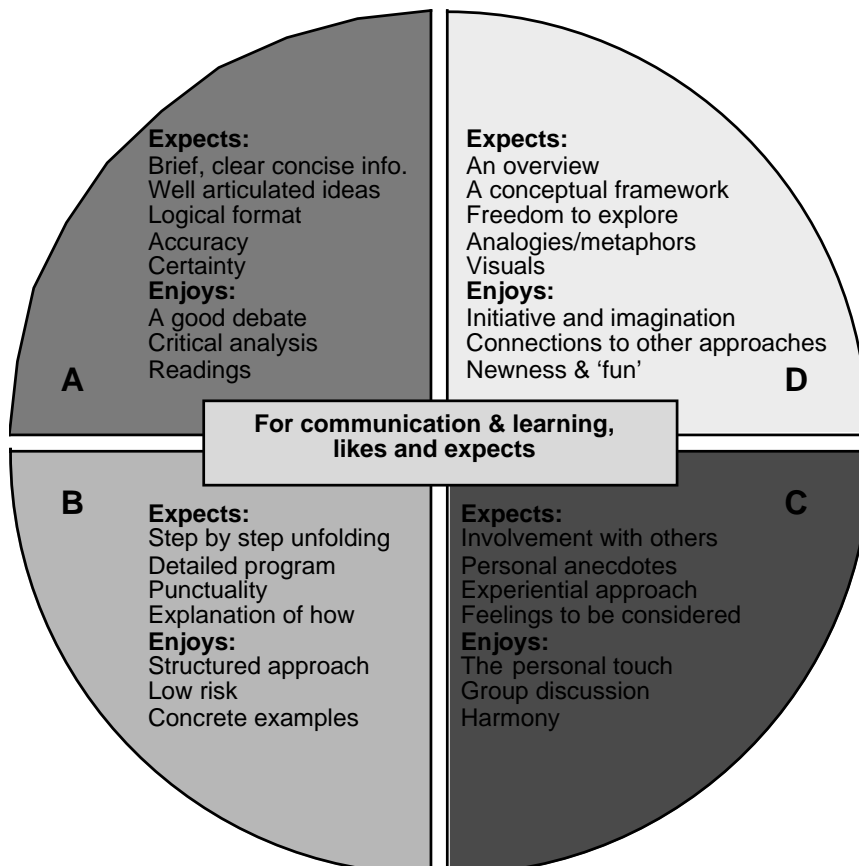 Expects:
Brief, clear concise info.
Well articulated ideas
Logical format
Accuracy
Certainty
Enjoys:
A good debate
Critical analysis
Readings
A
Expects:
An overview
A conceptual framework
Freedom to explore
Analogies/metaphors
Visuals
Enjoys:
Initiative and imagination
Connections to other approaches
Newness & ‘fun’
D
For communication & learning,
likes and expects
B
Expects:
Step by step unfolding
Detailed program
Punctuality
Explanation of how
Enjoys:
Structured approach
Low risk
Concrete examples
C
Expects:
Involvement with others
Personal anecdotes
Experiential approach
Feelings to be considered
Enjoys:
The personal touch
Group discussion
Harmony